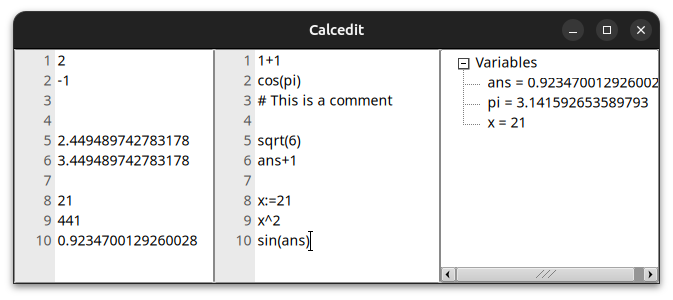 Calcedit
1 2
2 -1
3
4
5 2.449489742783178
6 3.449489742783178
7
8 21
9 441
10 0.9234700129260028
1 1+1
2 cos(pi)
3 # This is a comment
4
5 sqrt(6)
6 ans+1
7
8 x:=21
9 x^2
10 sin(ans)
Variables
ans = 0.923470012926002
pi = 3.141592653589793
x = 21